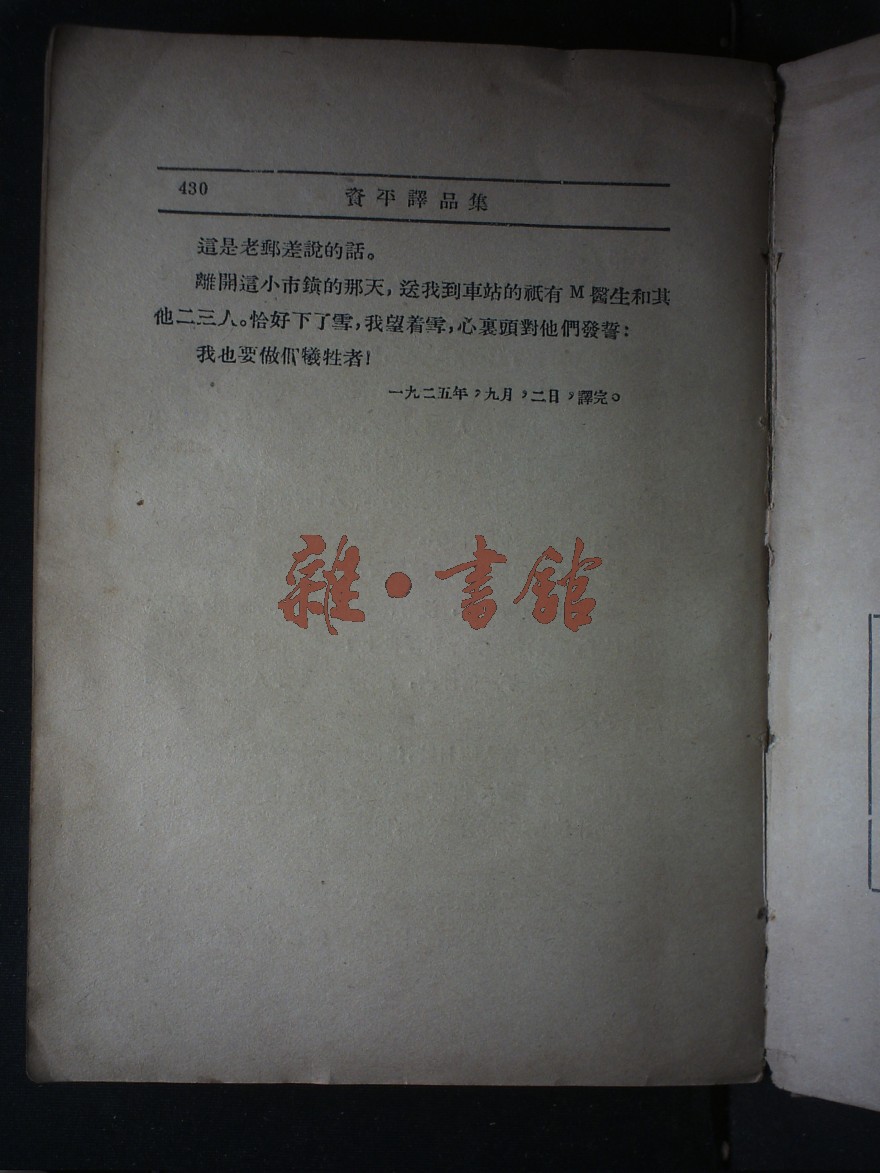 430
資平譯品集
這是老郵差說的話。
離開這小市鎮的那天，送我到車站的祇有 M 醫生和其
他二三人。恰好下了雪，我望着雪，心裏頭對他們發誓：
我也要做個犧牲者！
一九二五年，九月，二日，譯完。
雜·書館